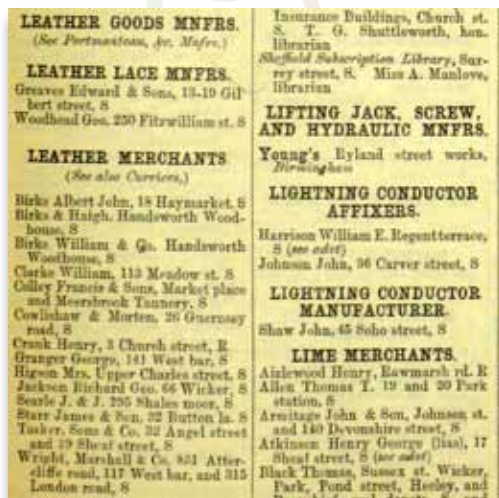 LEATHER GOODS MNFRS.
(See Portmanteau, &c. Mnfrs.)
LEATHER LACE MNFRS.
Greaves Edward & Sons, 13-19 Gil-
bert street, S
Woodhead Geo. 250 Fitzwilliam st. S
LEATHER MERCHANTS
(See also Curriers.)
Birks Albert John, 18 Haymarket, S
Birks & Haigh, Handsworth Wood-
house, S
Birks William & Co. Handsworth
Woodhouse, S
Clarke William, 113 Meadow st. S
Colley Francis & Sons, Market place
and Meersbrook Tannery, S
Cowlishaw & Morten, 26 Guernsey
road, S
Crank Henry, 3 Church street, R
Granger George, 141 West bar, S
Higson Mrs. Upper Charles street, S
Jackson Richard Geo. 66 Wicker, S
Searle J. & J. 295 Shales moor, S
Starr James & Son, 32 Button la. S
Tasker, Sons & Co. 32 Angel street
and 19 Sheaf street, S
Wright, Marshall & Co. 851 Atter-
cliffe road, 117 West bar, and 315
London road, S
Insurance Buildings, Church st.
S. T. G. Shuttleworth, hon.
librarian
Sheffield Subscription Library, Sur-
rey street, S. Miss A. Manlove,
librarian
LIFTING JACK, SCREW,
AND HYDRAULIC MNFRS.
Young's Ryland street works,
Birmingham
LIGHTNING CONDUCTOR
AFFIXERS.
Harrison William E. Regent terrace,
S (see advt)
Johnson John, 36 Carver street, S
LIGHTNING CONDUCTOR
MANUFACTURER.
Shaw John, 45 Soho street, S
LIME MERCHANTS.
Aizlewood Henry, Rawmarsh rd. R
Allen Thomas T. 19 and 20 Park
station, S
Armitage John & Son, Johnson st.
and 140 Devonshire street, S
Atkinson Henry George (lias), 17
Sheaf street, S (see advt)
Black Thomas, Sussex st. Wicker,
Park, Pond street, Heeley, and